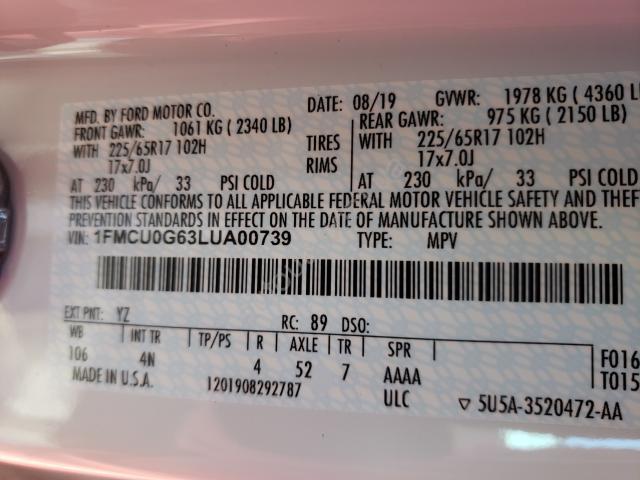 MFD. BY FORD MOTOR CO.
DATE: 08/19 GVWR: 1978 KG ( 4360 L
FRONT GAWR: 1061 KG ( 2340 LB)
REAR GAWR: 975 KG ( 2150 LB)
WITH 225/65R17 102H TIRES WITH 225/65R17 102H
17x7.0J RIMS 17x7.0J
AT 230 kPa/ 33 PSI COLD AT 230 kPa/ 33 PSI COLD
THIS VEHICLE CONFORMS TO ALL APPLICABLE FEDERAL MOTOR VEHICLE SAFETY AND THEFT
PREVENTION STANDARDS IN EFFECT ON THE DATE OF MANUFACTURE SHOWN ABOVE.
VIN: 1FMCU0G63LUA00739 TYPE: MPV
EXT PNT: YZ RC: 89 DSO:
WB INT TR TP/PS R AXLE TR SPR
106 4N 4 52 7 AAAA
F016
T015
MADE IN U.S.A. 1201908292787 ULC ▽ 5U5A-3520472-AA